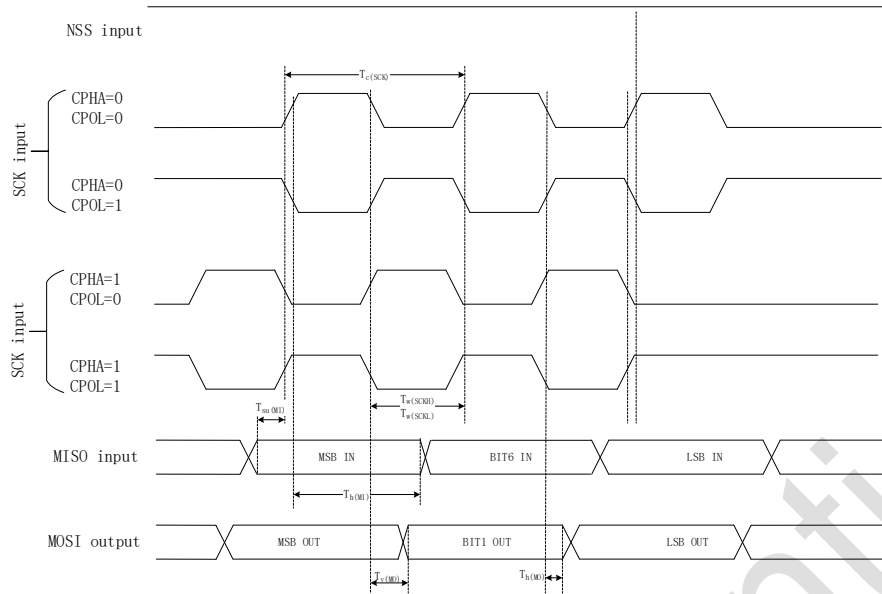 NSS input
Tc(SCK)
SCK input
CPHA=0
CPOL=0
CPHA=0
CPOL=1
SCK input
CPHA=1
CPOL=0
CPHA=1
CPOL=1
Tw(SCKH)
Tw(SCKL)
Tsu(MI)
MISO input
MSB IN
BIT6 IN
LSB IN
Th(MI)
MOSI output
MSB OUT
BIT1 OUT
LSB OUT
Tv(MO)
Th(MO)